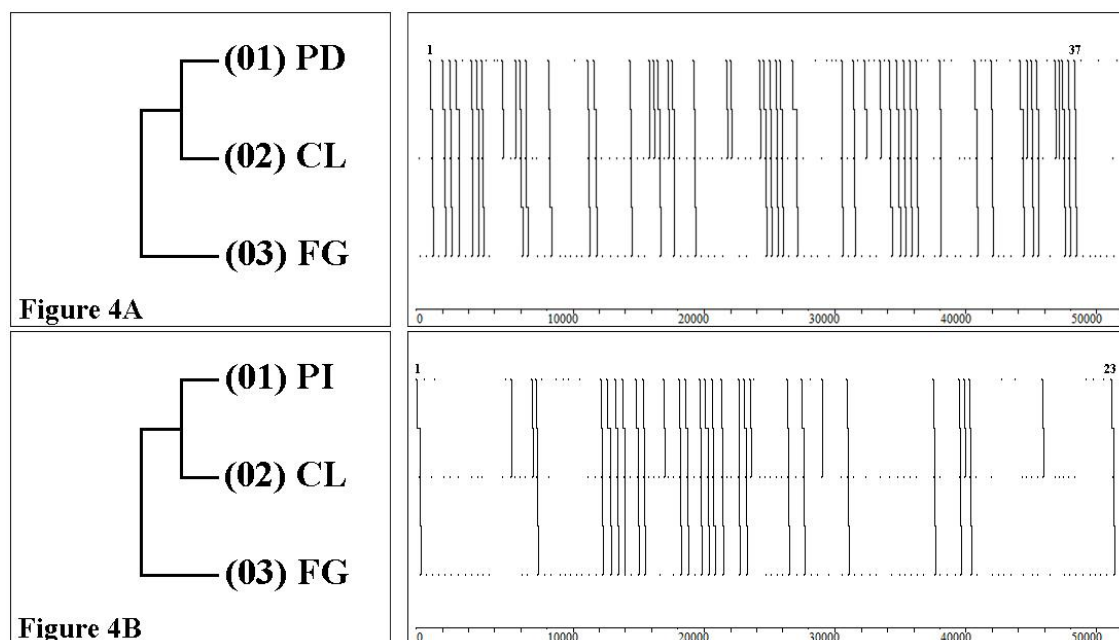 (01) PD
(02) CL
(03) FG
Figure 4A
1 37
0 10000 20000 30000 40000 50000
(01) PI
(02) CL
(03) FG
Figure 4B
1 23
0 10000 20000 30000 40000 50000